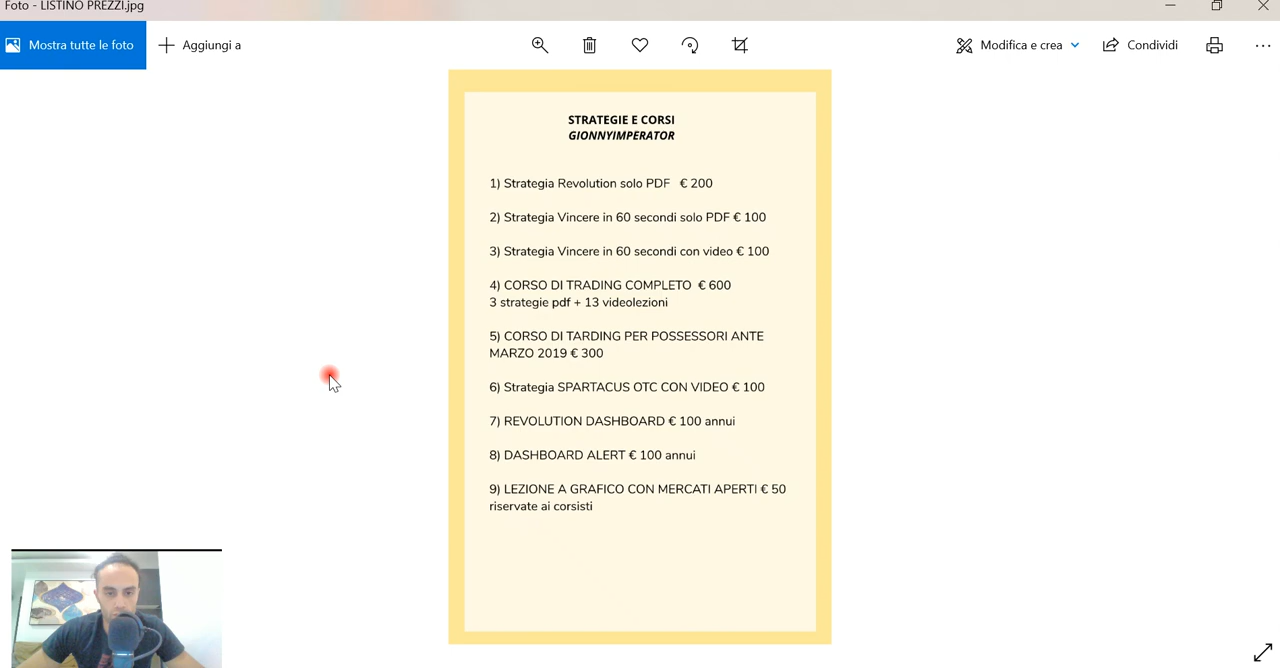 Foto - LISTINO PREZZI.jpg
Mostra tutte le foto
Aggiungi a
Modifica e crea
Condividi
STRATEGIE E CORSI
GIONNYIMPERATOR
1) Strategia Revolution solo PDF € 200
2) Strategia Vincere in 60 secondi solo PDF € 100
3) Strategia Vincere in 60 secondi con video € 100
4) CORSO DI TRADING COMPLETO € 600
3 strategie pdf + 13 videolezioni
5) CORSO DI TARDING PER POSSESSORI ANTE
MARZO 2019 € 300
6) Strategia SPARTACUS OTC CON VIDEO € 100
7) REVOLUTION DASHBOARD € 100 annui
8) DASHBOARD ALERT € 100 annui
9) LEZIONE A GRAFICO CON MERCATI APERTI € 50
riservate ai corsisti